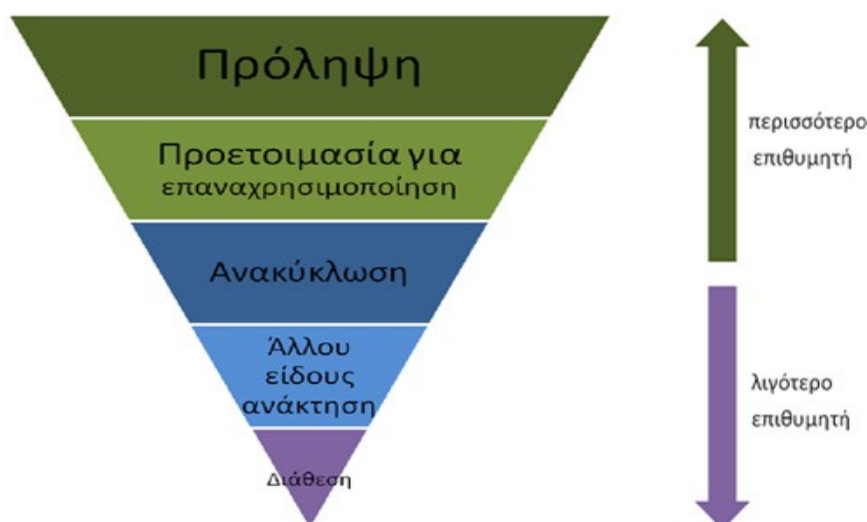 Πρόληψη
Προετοιμασία για
επαναχρησιμοποίηση
Ανακύκλωση
Άλλου
είδους
ανάκτηση
Διάθεση
περισσότερο
επιθυμητή
λιγότερο
επιθυμητή